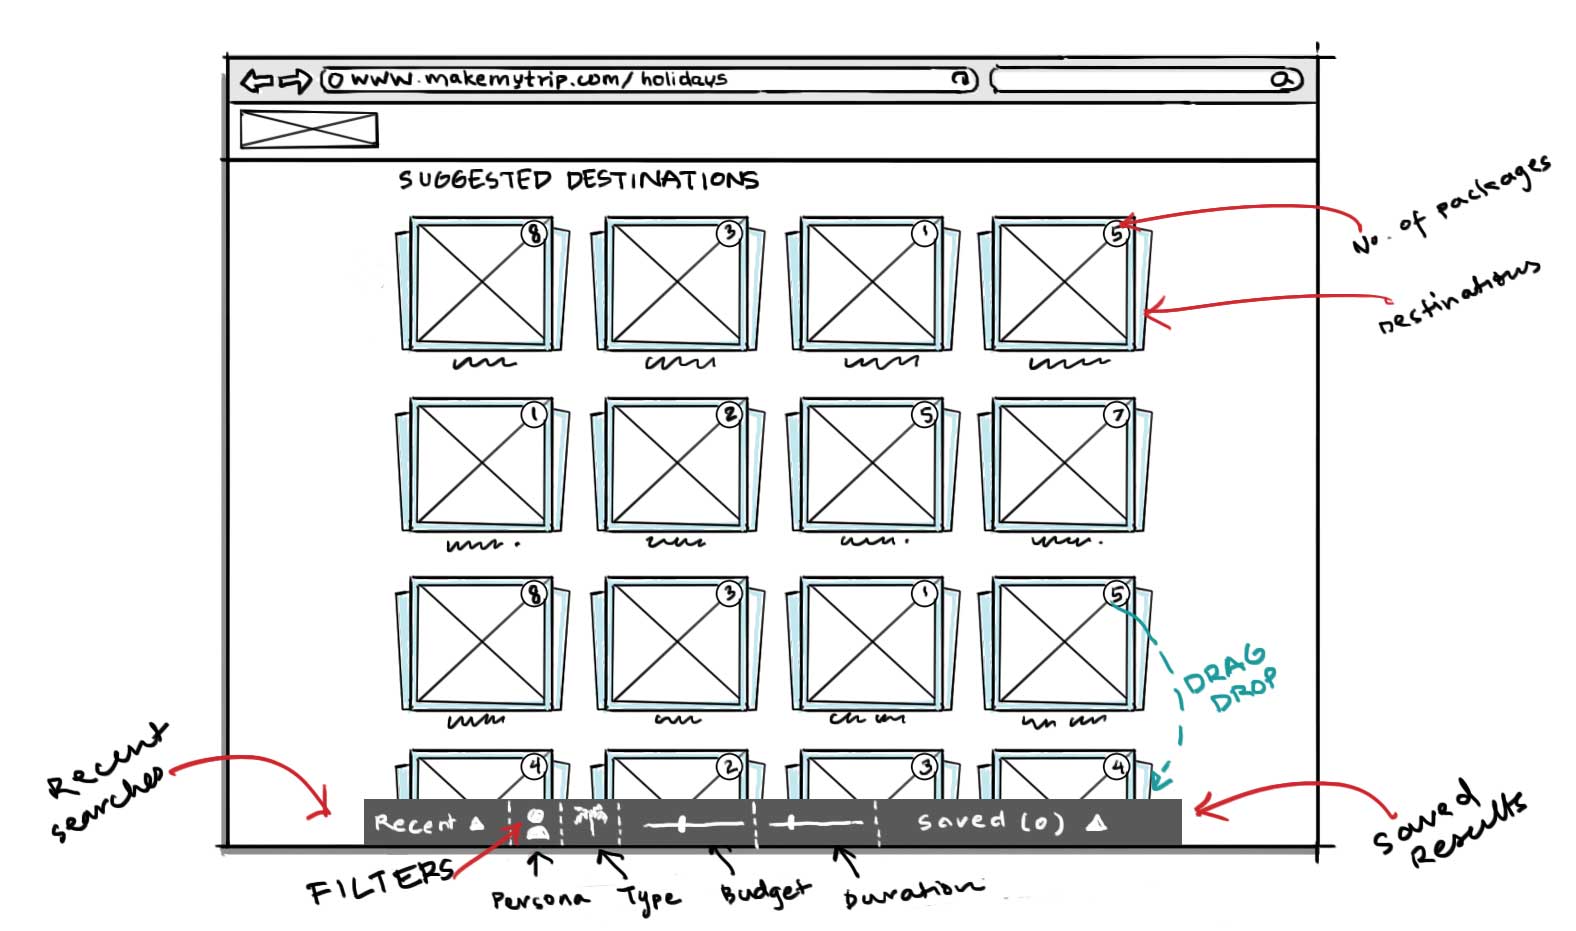 www.makemytrip.com/holidays
SUGGESTED DESTINATIONS
8 3 1 5
No. of packages
Destinations
1 2 5 7
8 3 1 5
DRAG
DROP
4 2 3 4
Recent
searches
Recent
Saved (0)
Saved
Results
FILTERS
Persona
Type
Budget
Duration